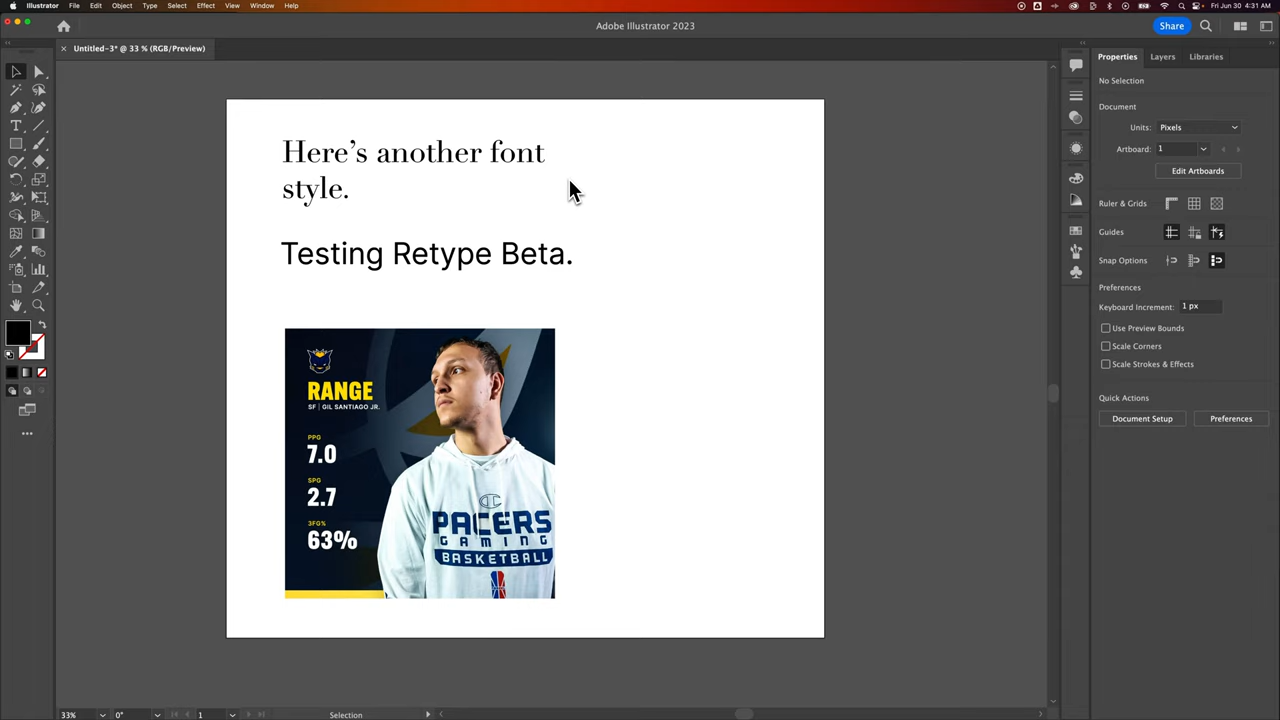 Illustrator File Edit Object Type Select Effect View Window Help
Fri Jun 30 4:31 AM
Adobe Illustrator 2023
Share
Untitled-3* @ 33 % (RGB/Preview)
Properties Layers Libraries
No Selection
Document
Units: Pixels
Artboard: 1
Edit Artboards
Ruler & Grids
Guides
Snap Options
Preferences
Keyboard Increment: 1 px
Use Preview Bounds
Scale Corners
Scale Strokes & Effects
Quick Actions
Document Setup Preferences
Here’s another font
style.
Testing Retype Beta.
RANGE
SF | GIL SANTIAGO JR.
PPG
7.0
SPG
2.7
3FG%
63%
PACERS
GAMING
BASKETBALL
33% 0° 1 Selection